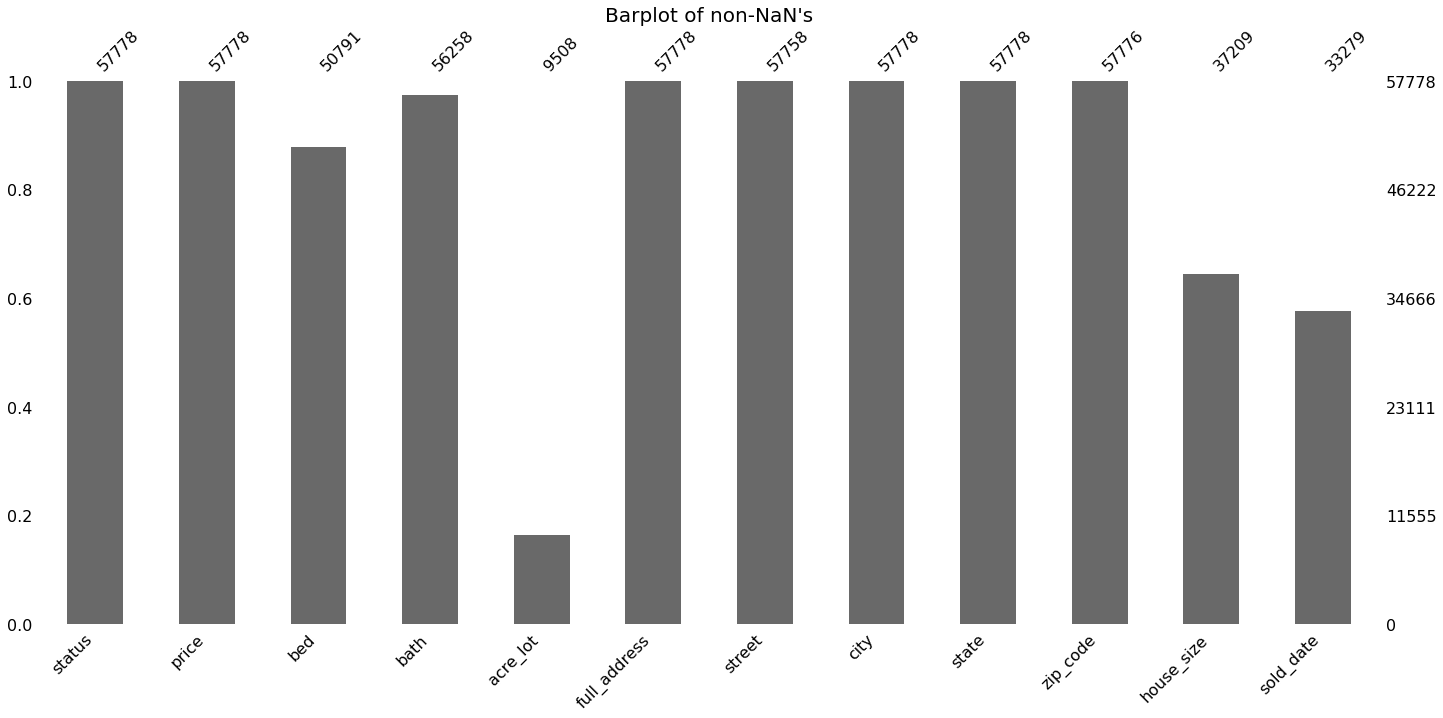 Barplot of non-NaN's
57778
57778
50791
56258
9508
57778
57758
57778
57778
57776
37209
33279
1.0
0.8
0.6
0.4
0.2
0.0
57778
46222
34666
23111
11555
0
status
price
bed
bath
acre_lot
full_address
street
city
state
zip_code
house_size
sold_date